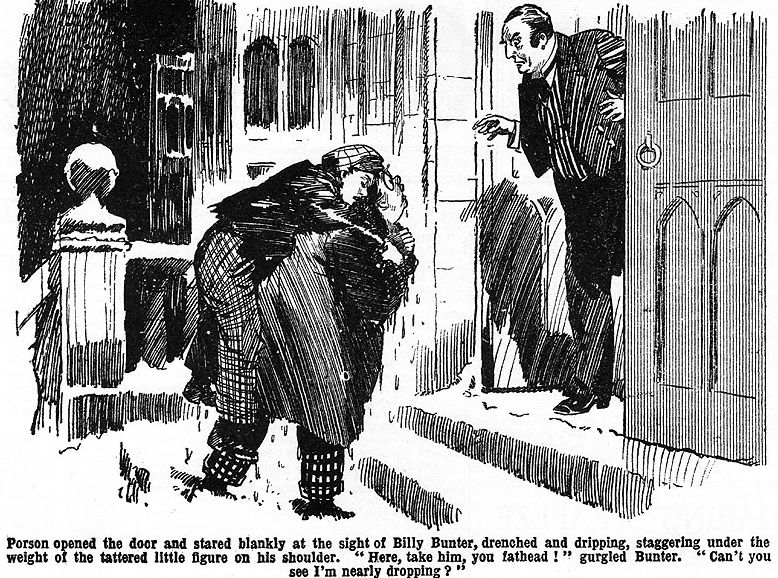 Porson opened the door and stared blankly at the sight of Billy Bunter, drenched and dripping, staggering under the
weight of the tattered little figure on his shoulder. "Here, take him, you fathead!" gurgled Bunter. "Can't you
see I'm nearly dropping?"